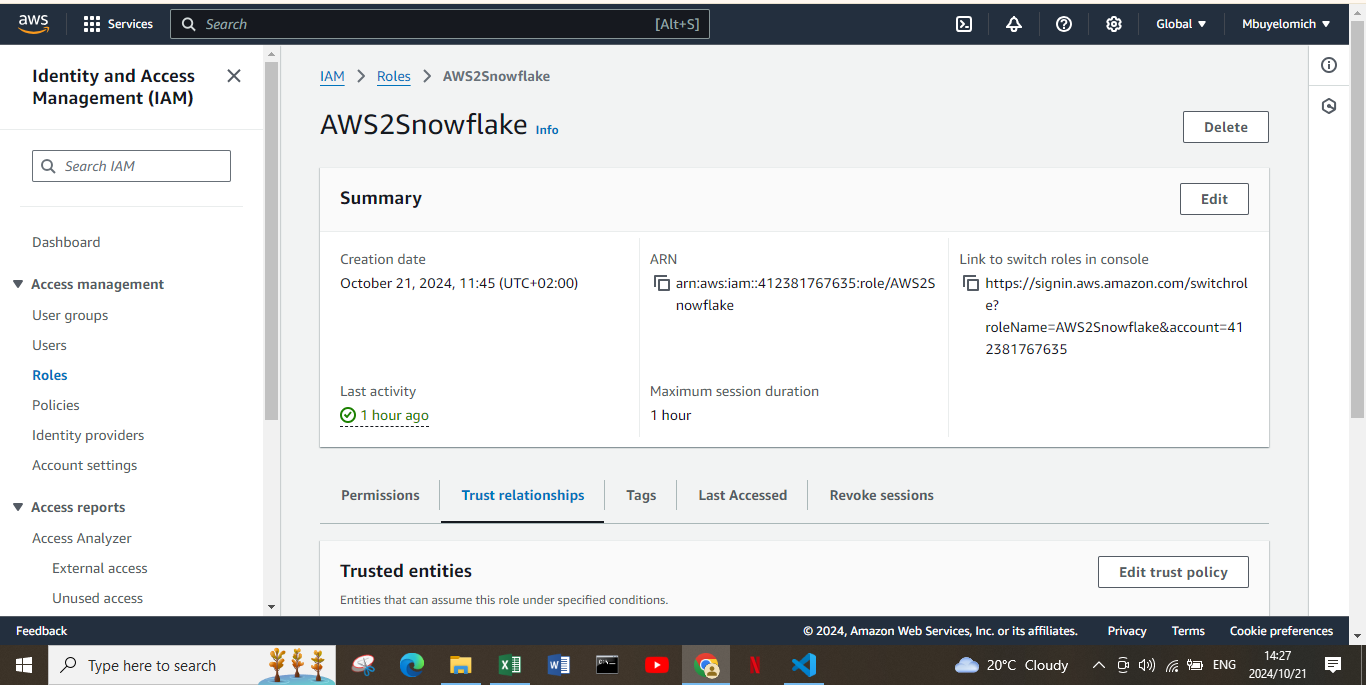 aws
Services
Search [Alt+S]
Global
Mbuyelomich
Identity and Access
Management (IAM)
Search IAM
Dashboard
Access management
User groups
Users
Roles
Policies
Identity providers
Account settings
Access reports
Access Analyzer
External access
Unused access
IAM > Roles > AWS2Snowflake
AWS2Snowflake Info
Delete
Summary
Edit
Creation date
October 21, 2024, 11:45 (UTC+02:00)
ARN
arn:aws:iam::412381767635:role/AWS2S
nowflake
Link to switch roles in console
https://signin.aws.amazon.com/switchrol
e?
roleName=AWS2Snowflake&account=41
2381767635
Last activity
1 hour ago
Maximum session duration
1 hour
Permissions
Trust relationships
Tags
Last Accessed
Revoke sessions
Trusted entities
Edit trust policy
Entities that can assume this role under specified conditions.
Feedback
© 2024, Amazon Web Services, Inc. or its affiliates.
Privacy
Terms
Cookie preferences
Type here to search
20°C Cloudy
ENG
14:27
2024/10/21